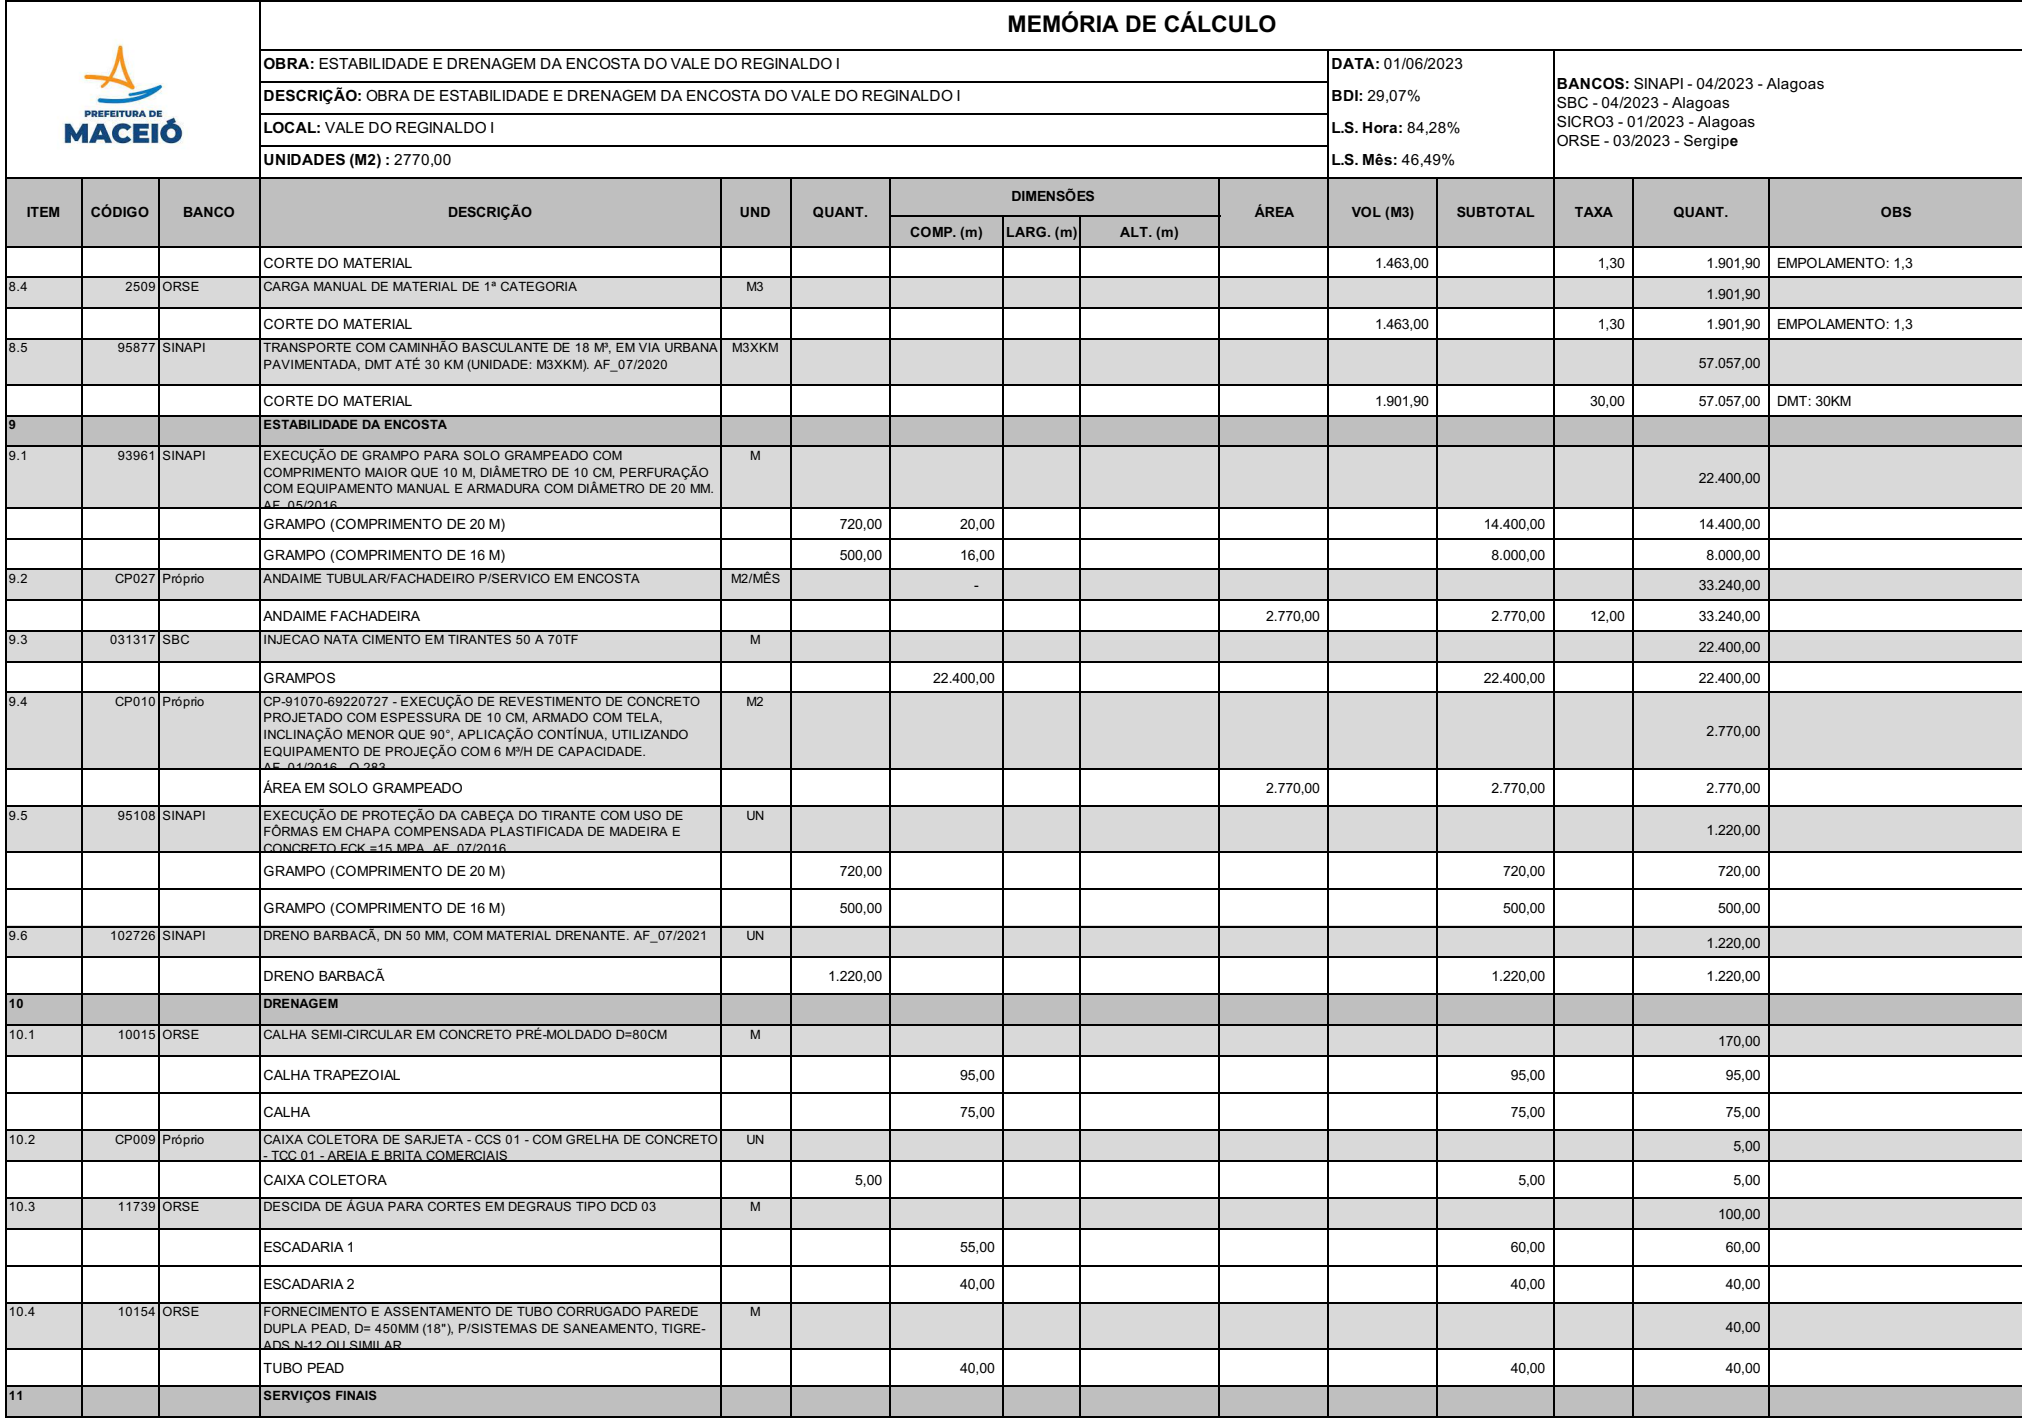 MEMÓRIA DE CÁLCULO
PREFEITURA DE
MACEIÓ
OBRA: ESTABILIDADE E DRENAGEM DA ENCOSTA DO VALE DO REGINALDO I
DESCRIÇÃO: OBRA DE ESTABILIDADE E DRENAGEM DA ENCOSTA DO VALE DO REGINALDO I
LOCAL: VALE DO REGINALDO I
UNIDADES (M2) : 2770,00
DATA: 01/06/2023
BDI: 29,07%
L.S. Hora: 84,28%
L.S. Mês: 46,49%
BANCOS: SINAPI - 04/2023 - Alagoas
SBC - 04/2023 - Alagoas
SICRO3 - 01/2023 - Alagoas
ORSE - 03/2023 - Sergipe
ITEM CÓDIGO BANCO DESCRIÇÃO UND QUANT. DIMENSÕES ÁREA VOL (M3) SUBTOTAL TAXA QUANT. OBS
COMP. (m) LARG. (m) ALT. (m)
CORTE DO MATERIAL 1.463,00 1,30 1.901,90 EMPOLAMENTO: 1,3
8.4 2509 ORSE CARGA MANUAL DE MATERIAL DE 1ª CATEGORIA M3 1.901,90
CORTE DO MATERIAL 1.463,00 1,30 1.901,90 EMPOLAMENTO: 1,3
8.5 95877 SINAPI TRANSPORTE COM CAMINHÃO BASCULANTE DE 18 M³, EM VIA URBANA M3XKM
PAVIMENTADA, DMT ATÉ 30 KM (UNIDADE: M3XKM). AF_07/2020 57.057,00
CORTE DO MATERIAL 1.901,90 30,00 57.057,00 DMT: 30KM
9 ESTABILIDADE DA ENCOSTA
9.1 93961 SINAPI EXECUÇÃO DE GRAMPO PARA SOLO GRAMPEADO COM M
COMPRIMENTO MAIOR QUE 10 M, DIÂMETRO DE 10 CM, PERFURAÇÃO
COM EQUIPAMENTO MANUAL E ARMADURA COM DIÂMETRO DE 20 MM. 22.400,00
AF_05/2016
GRAMPO (COMPRIMENTO DE 20 M) 720,00 20,00 14.400,00 14.400,00
GRAMPO (COMPRIMENTO DE 16 M) 500,00 16,00 8.000,00 8.000,00
9.2 CP027 Próprio ANDAIME TUBULAR/FACHADEIRO P/SERVICO EM ENCOSTA M2/MÊS - 33.240,00
ANDAIME FACHADEIRA 2.770,00 2.770,00 12,00 33.240,00
9.3 031317 SBC INJECAO NATA CIMENTO EM TIRANTES 50 A 70TF M 22.400,00
GRAMPOS 22.400,00 22.400,00 22.400,00
9.4 CP010 Próprio CP-91070-69220727 - EXECUÇÃO DE REVESTIMENTO DE CONCRETO M2
PROJETADO COM ESPESSURA DE 10 CM, ARMADO COM TELA,
INCLINAÇÃO MENOR QUE 90°, APLICAÇÃO CONTÍNUA, UTILIZANDO 2.770,00
EQUIPAMENTO DE PROJEÇÃO COM 6 M³/H DE CAPACIDADE.
AF_01/2016 - O 283
ÁREA EM SOLO GRAMPEADO 2.770,00 2.770,00 2.770,00
9.5 95108 SINAPI EXECUÇÃO DE PROTEÇÃO DA CABEÇA DO TIRANTE COM USO DE UN
FÔRMAS EM CHAPA COMPENSADA PLASTIFICADA DE MADEIRA E 1.220,00
CONCRETO FCK =15 MPA. AF_07/2016
GRAMPO (COMPRIMENTO DE 20 M) 720,00 720,00 720,00
GRAMPO (COMPRIMENTO DE 16 M) 500,00 500,00 500,00
9.6 102726 SINAPI DRENO BARBACÃ, DN 50 MM, COM MATERIAL DRENANTE. AF_07/2021 UN 1.220,00
DRENO BARBACÃ 1.220,00 1.220,00 1.220,00
10 DRENAGEM
10.1 10015 ORSE CALHA SEMI-CIRCULAR EM CONCRETO PRÉ-MOLDADO D=80CM M 170,00
CALHA TRAPEZOIAL 95,00 95,00 95,00
CALHA 75,00 75,00 75,00
10.2 CP009 Próprio CAIXA COLETORA DE SARJETA - CCS 01 - COM GRELHA DE CONCRETO UN 5,00
- TCC 01 - AREIA E BRITA COMERCIAIS
CAIXA COLETORA 5,00 5,00 5,00
10.3 11739 ORSE DESCIDA DE ÁGUA PARA CORTES EM DEGRAUS TIPO DCD 03 M 100,00
ESCADARIA 1 55,00 60,00 60,00
ESCADARIA 2 40,00 40,00 40,00
10.4 10154 ORSE FORNECIMENTO E ASSENTAMENTO DE TUBO CORRUGADO PAREDE M
DUPLA PEAD, D= 450MM (18"), P/SISTEMAS DE SANEAMENTO, TIGRE- 40,00
ADS N-12 OU SIMILAR
TUBO PEAD 40,00 40,00 40,00
11 SERVIÇOS FINAIS